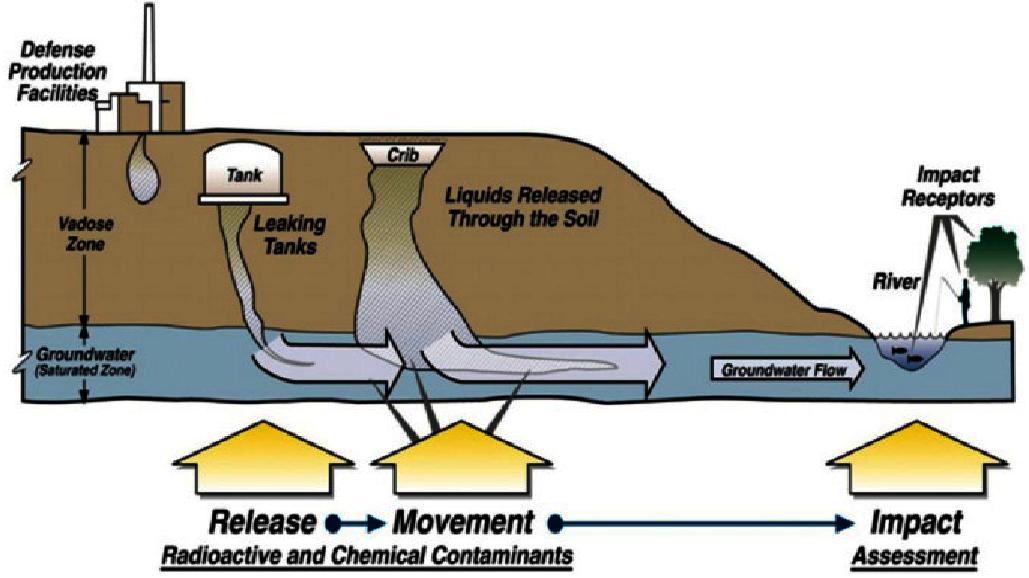 Defense
Production
Facilities
Tank
Crib
Leaking
Tanks
Liquids Released
Through the Soil
Vadose
Zone
Impact
Receptors
River
Groundwater
(Saturated Zone)
Groundwater Flow
Release
Movement
Impact
Radioactive and Chemical Contaminants
Assessment